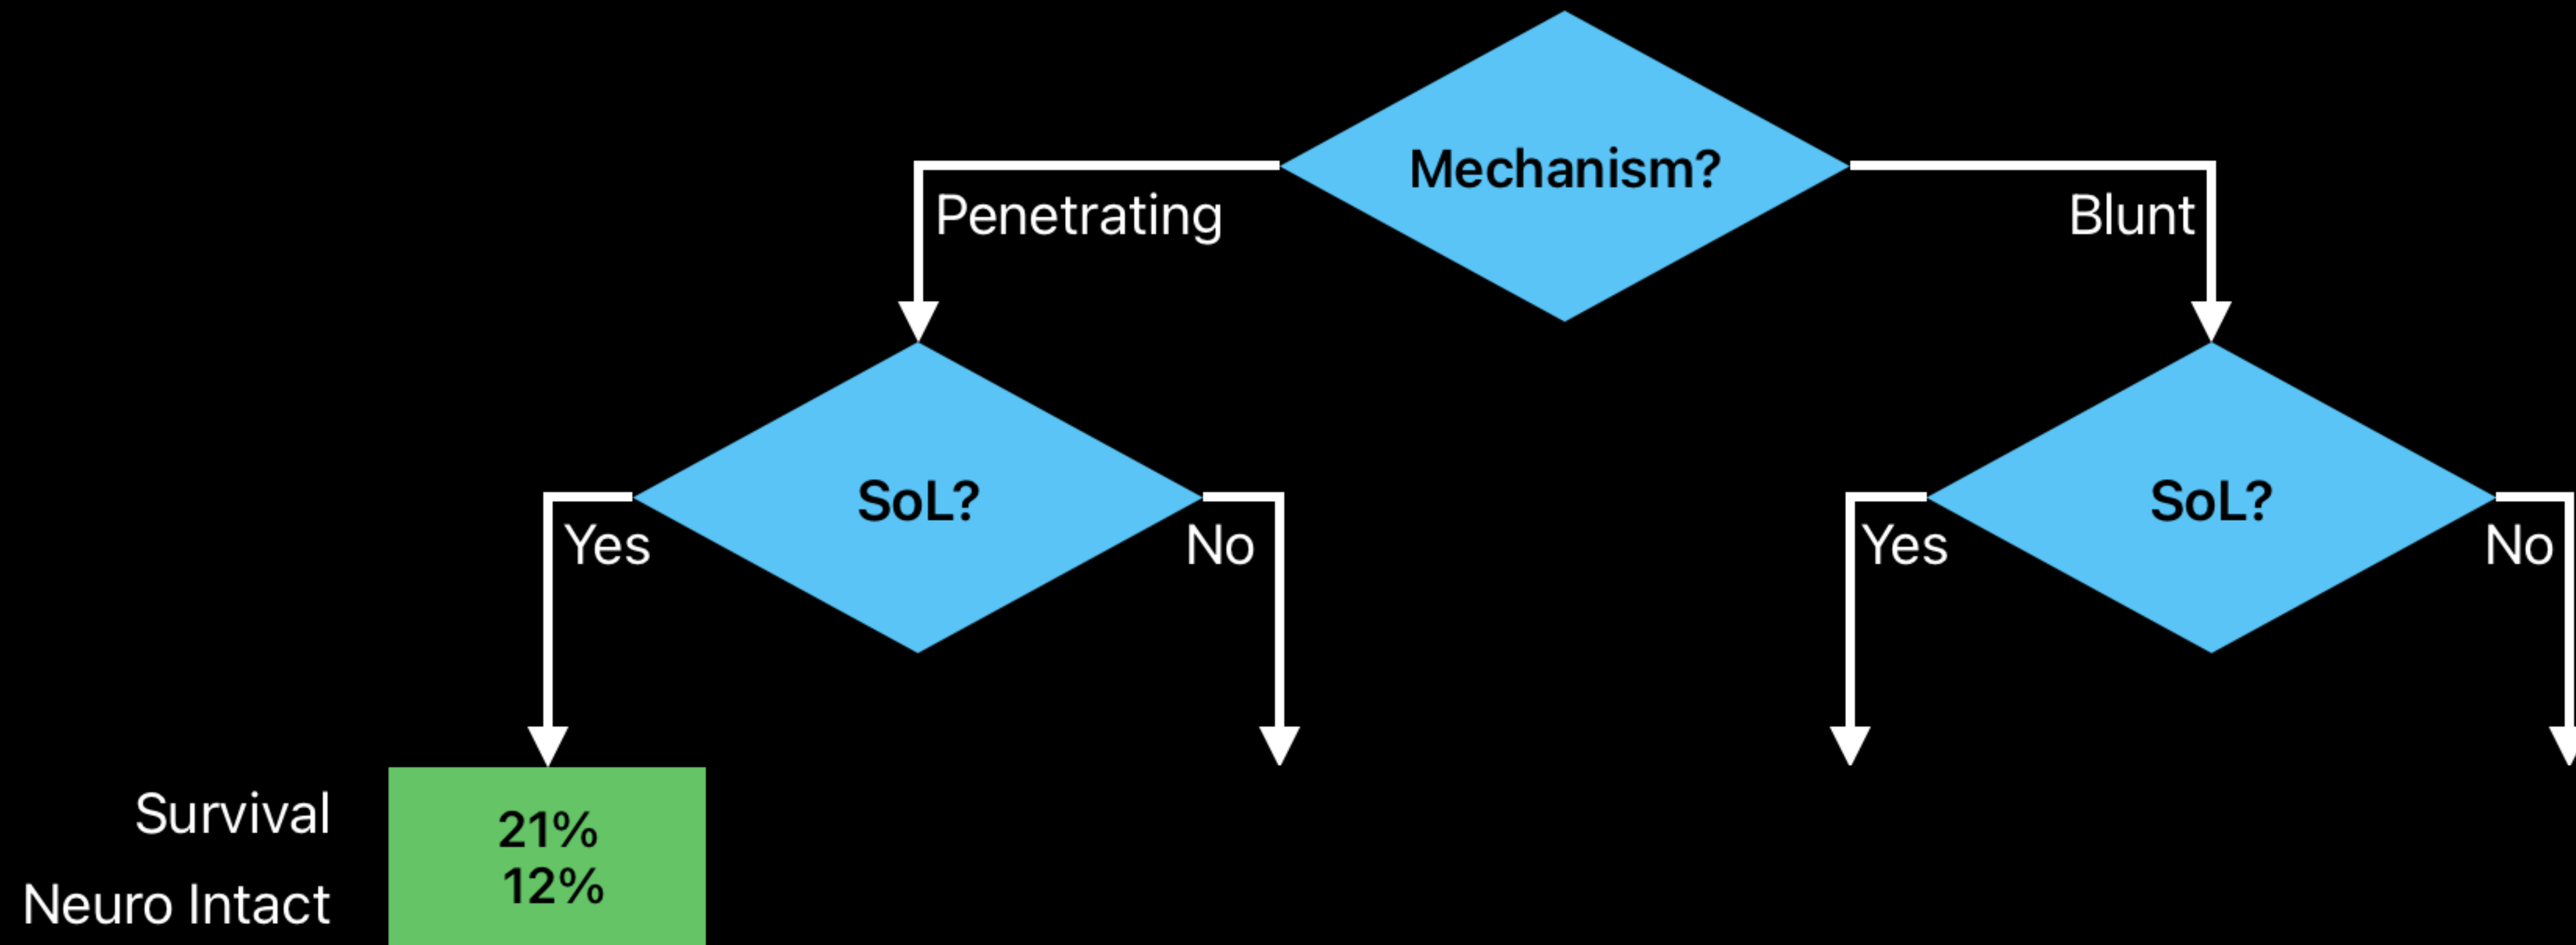 Mechanism?
Penetrating
Blunt
SoL?
SoL?
Yes
No
Yes
No
Survival
21%
12%
Neuro Intact